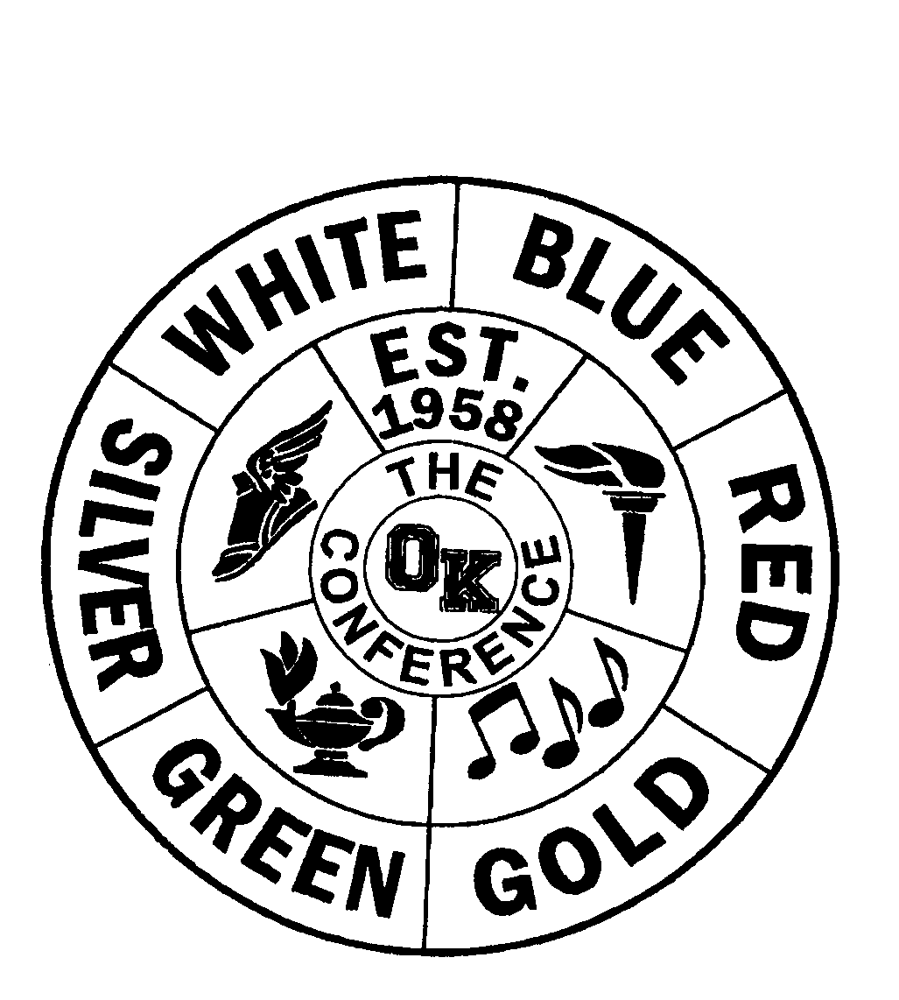 WHITE
BLUE
RED
GOLD
GREEN
SILVER
EST.
1958
THE
CONFERENCE
OK